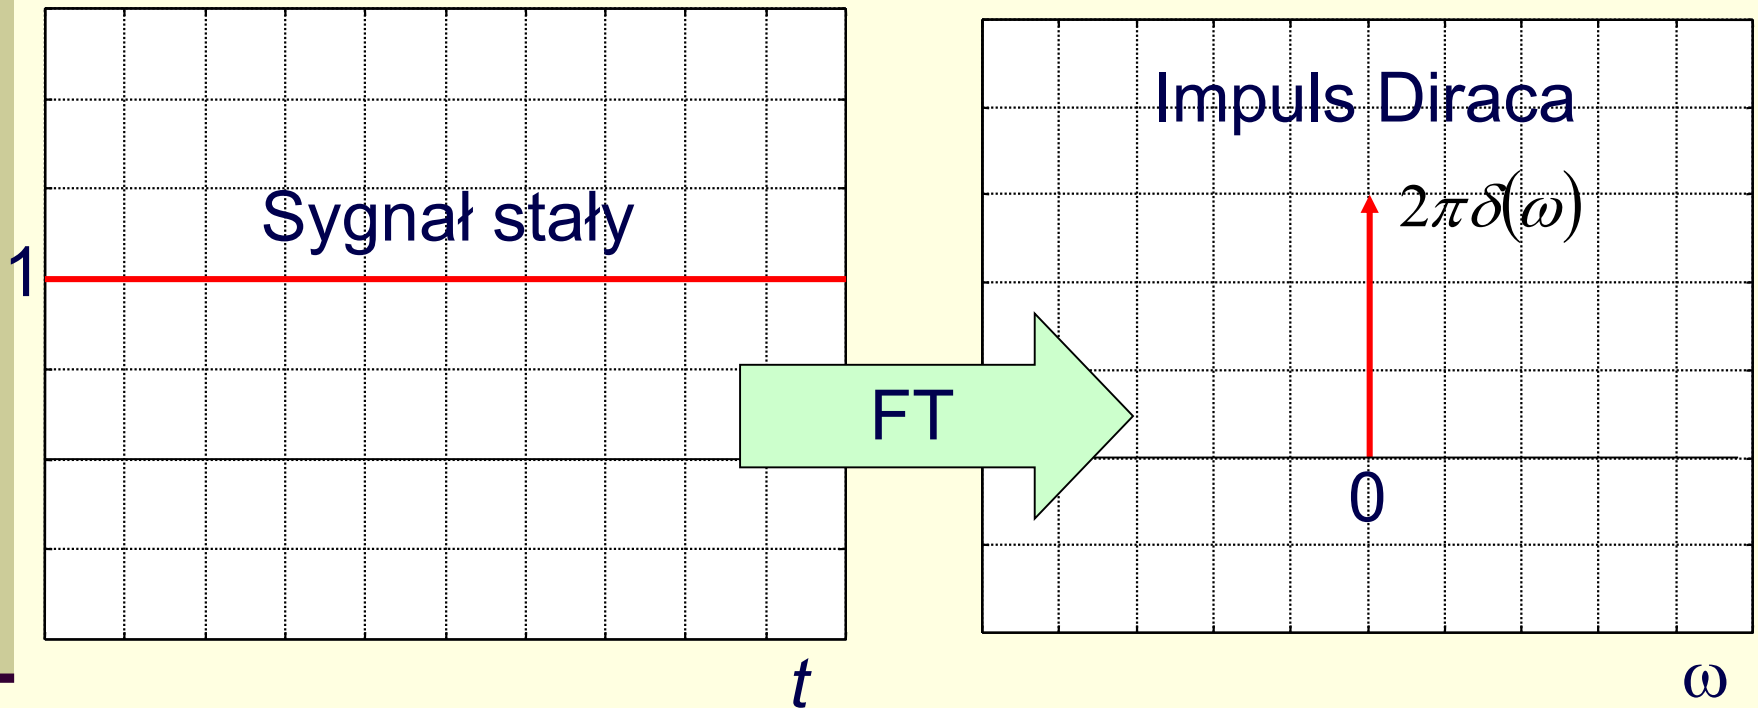 Sygnał stały
1
t
FT
Impuls Diraca
2πδ(ω)
0
ω